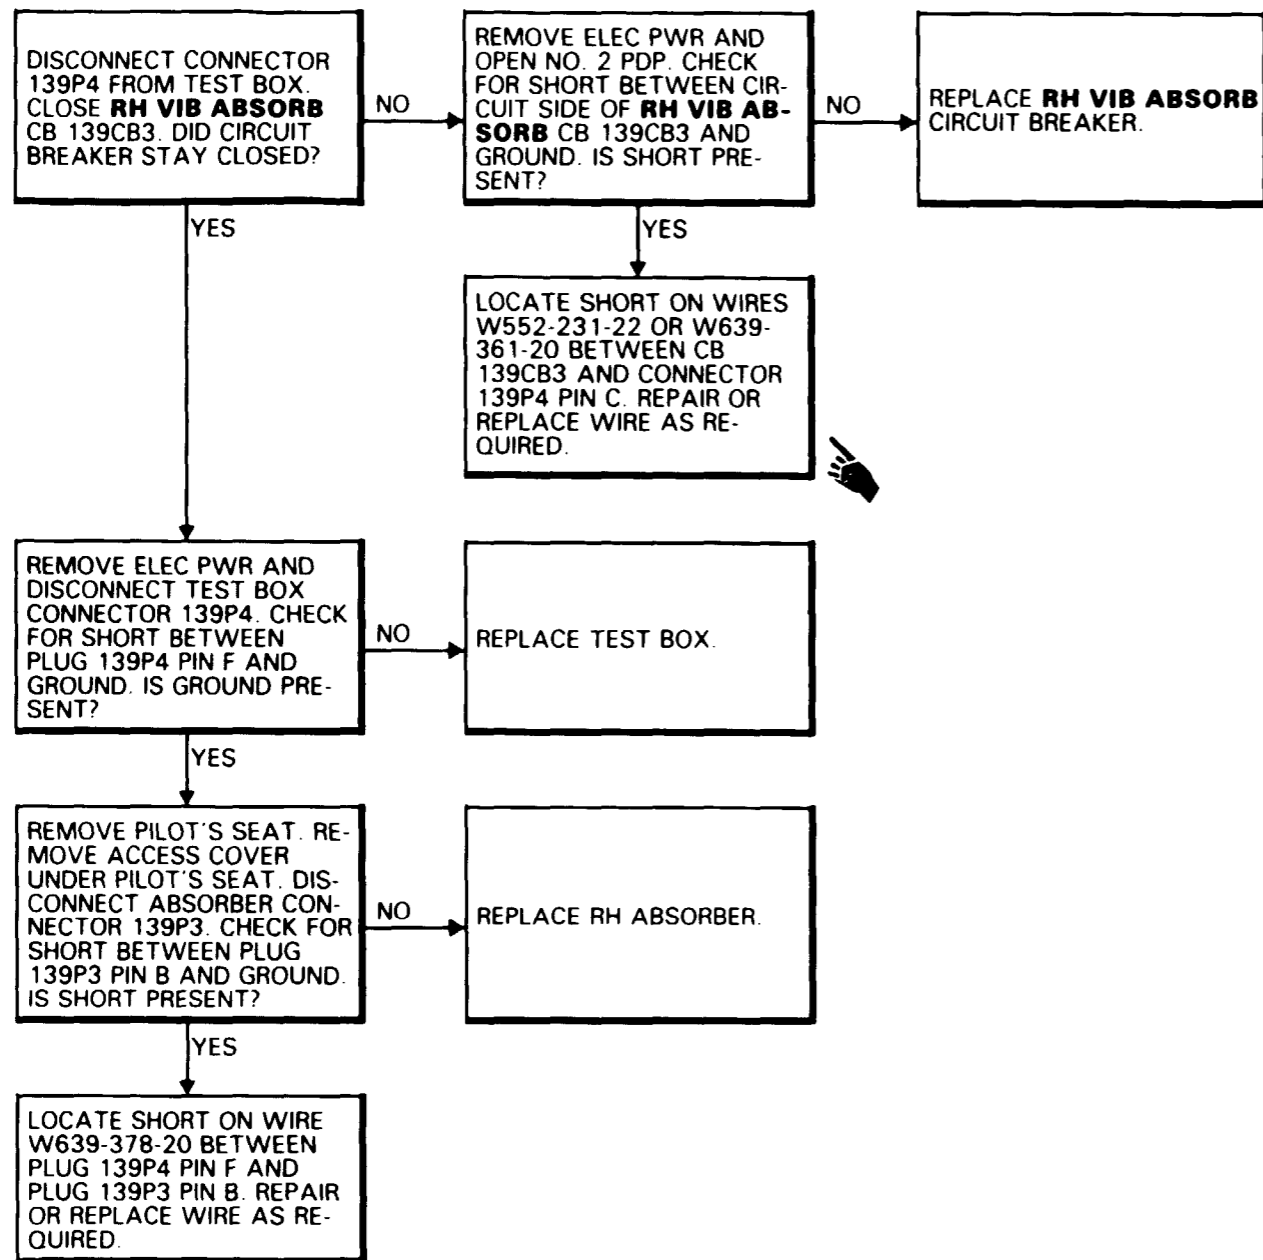 DISCONNECT CONNECTOR
139P4 FROM TEST BOX.
CLOSE RH VIB ABSORB
CB 139CB3. DID CIRCUIT
BREAKER STAY CLOSED?
NO
REMOVE ELEC PWR AND
OPEN NO. 2 PDP. CHECK
FOR SHORT BETWEEN CIR-
CUIT SIDE OF RH VIB AB-
SORB CB 139CB3 AND
GROUND. IS SHORT PRE-
SENT?
NO
REPLACE RH VIB ABSORB
CIRCUIT BREAKER.
YES
YES
LOCATE SHORT ON WIRES
W552-231-22 OR W639-
361-20 BETWEEN CB
139CB3 AND CONNECTOR
139P4 PIN C. REPAIR OR
REPLACE WIRE AS RE-
QUIRED.
REMOVE ELEC PWR AND
DISCONNECT TEST BOX
CONNECTOR 139P4. CHECK
FOR SHORT BETWEEN
PLUG 139P4 PIN F AND
GROUND. IS GROUND PRE-
SENT?
NO
REPLACE TEST BOX.
YES
REMOVE PILOT'S SEAT. RE-
MOVE ACCESS COVER
UNDER PILOT'S SEAT. DIS-
CONNECT ABSORBER CON-
NECTOR 139P3. CHECK FOR
SHORT BETWEEN PLUG
139P3 PIN B AND GROUND.
IS SHORT PRESENT?
NO
REPLACE RH ABSORBER.
YES
LOCATE SHORT ON WIRE
W639-378-20 BETWEEN
PLUG 139P4 PIN F AND
PLUG 139P3 PIN B. REPAIR
OR REPLACE WIRE AS RE-
QUIRED.